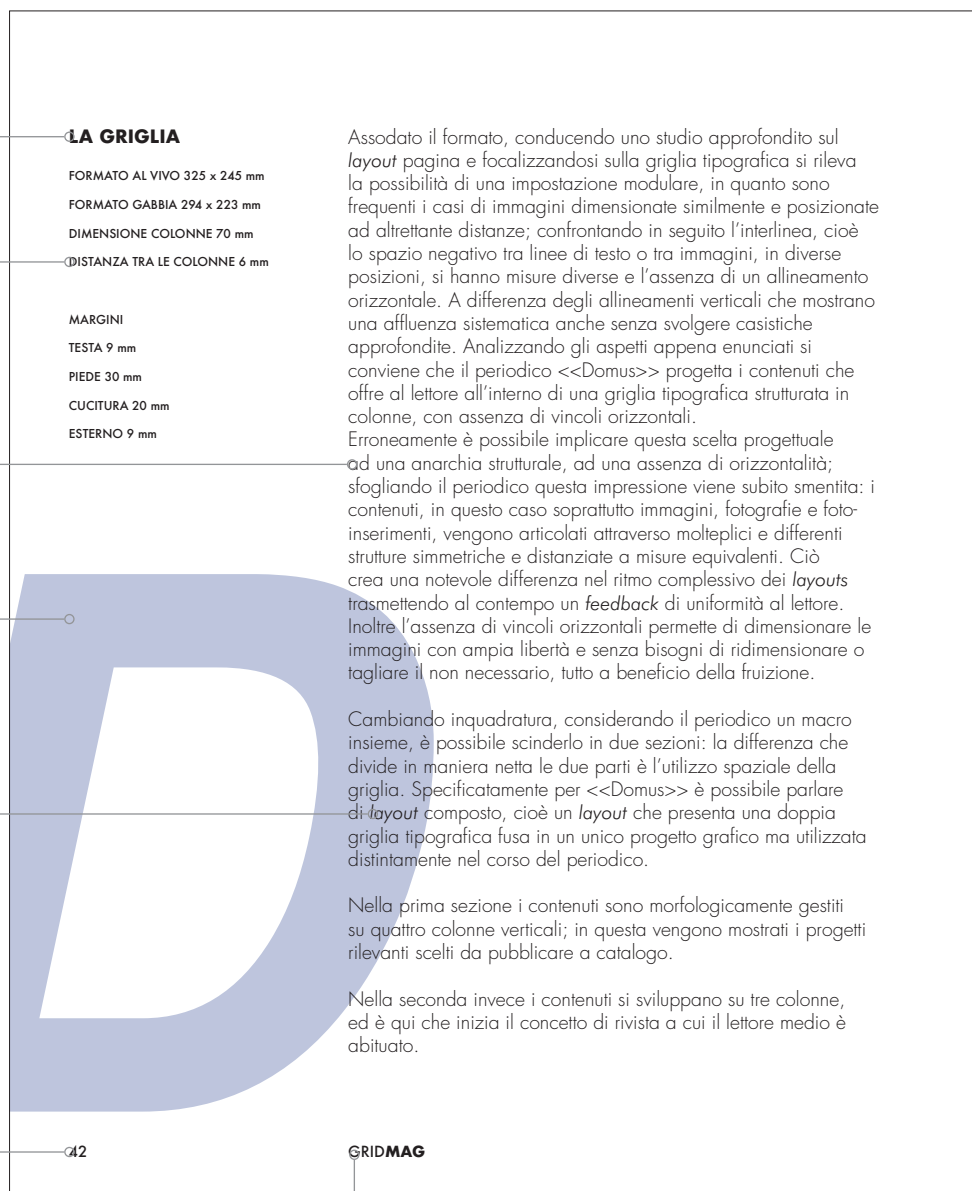 LA GRIGLIA
FORMATO AL VIVO 325 x 245 mm
FORMATO GABBIA 294 x 223 mm
DIMENSIONE COLONNE 70 mm
DISTANZA TRA LE COLONNE 6 mm
MARGINI
TESTA 9 mm
PIEDE 30 mm
CUCITURA 20 mm
ESTERNO 9 mm
Assodato il formato, conducendo uno studio approfondito sul
layout pagina e focalizzandosi sulla griglia tipografica si rileva
la possibilità di una impostazione modulare, in quanto sono
frequenti i casi di immagini dimensionate similmente e posizionate
ad altrettante distanze; confrontando in seguito l’interlinea, cioè
lo spazio negativo tra linee di testo o tra immagini, in diverse
posizioni, si hanno misure diverse e l’assenza di un allineamento
orizzontale. A differenza degli allineamenti verticali che mostrano
una affluenza sistematica anche senza svolgere casistiche
approfondite. Analizzando gli aspetti appena enunciati si
conviene che il periodico <<Domus>> progetta i contenuti che
offre al lettore all’interno di una griglia tipografica strutturata in
colonne, con assenza di vincoli orizzontali.
Erroneamente è possibile implicare questa scelta progettuale
ad una anarchia strutturale, ad una assenza di orizzontalità;
sfogliando il periodico questa impressione viene subito smentita: i
contenuti, in questo caso soprattutto immagini, fotografie e foto-
inserimenti, vengono articolati attraverso molteplici e differenti
strutture simmetriche e distanziate a misure equivalenti. Ciò
crea una notevole differenza nel ritmo complessivo dei layouts
trasmettendo al contempo un feedback di uniformità al lettore.
Inoltre l’assenza di vincoli orizzontali permette di dimensionare le
immagini con ampia libertà e senza bisogni di ridimensionare o
tagliare il non necessario, tutto a beneficio della fruizione.
Cambiando inquadratura, considerando il periodico un macro
insieme, è possibile scinderlo in due sezioni: la differenza che
divide in maniera netta le due parti è l’utilizzo spaziale della
griglia. Specificatamente per <<Domus>> è possibile parlare
di layout composto, cioè un layout che presenta una doppia
griglia tipografica fusa in un unico progetto grafico ma utilizzata
distintamente nel corso del periodico.
Nella prima sezione i contenuti sono morfologicamente gestiti
su quattro colonne verticali; in questa vengono mostrati i progetti
rilevanti scelti da pubblicare a catalogo.
Nella seconda invece i contenuti si sviluppano su tre colonne,
ed è qui che inizia il concetto di rivista a cui il lettore medio è
abituato.
D
42
GRIDMAG